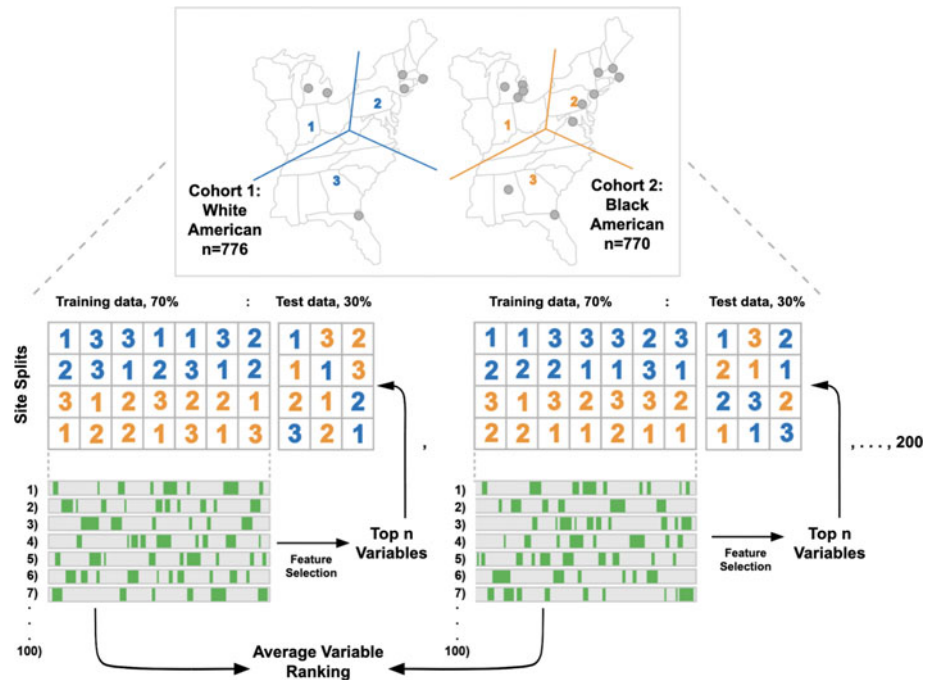 1
2
3
1
2
3
Cohort 1:
White
American
n=776
Cohort 2:
Black
American
n=770
Training data, 70% : Test data, 30%
Training data, 70% : Test data, 30%
Site Splits
1 3 3 1 1 3 2 1 3 2
2 3 1 2 3 1 2 1 1 3
3 1 2 3 2 2 1 2 1 2
1 2 2 1 3 1 3 3 2 1
,
1 1 3 3 3 2 3 1 3 2
2 2 2 1 1 3 1 2 1 1
3 1 3 2 3 3 2 2 3 2
2 2 1 1 2 1 1 1 1 3
, . . . , 200
1)
2)
3)
4)
5)
6)
7)
.
.
.
100)
Feature
Selection
Top n
Variables
1)
2)
3)
4)
5)
6)
7)
.
.
.
100)
Feature
Selection
Top n
Variables
Average Variable
Ranking